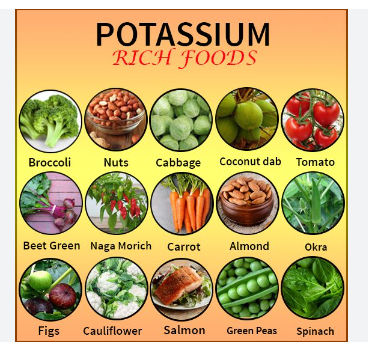 POTASSIUM
RICH FOODS
Broccoli Nuts Cabbage Coconut dab Tomato
Beet Green Naga Morich Carrot Almond Okra
Figs Cauliflower Salmon Green Peas Spinach